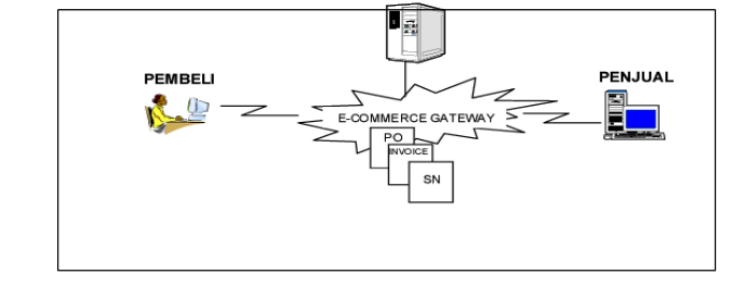 PEMBELI
PENJUAL
E-COMMERCE GATEWAY
PO
INVOICE
SN